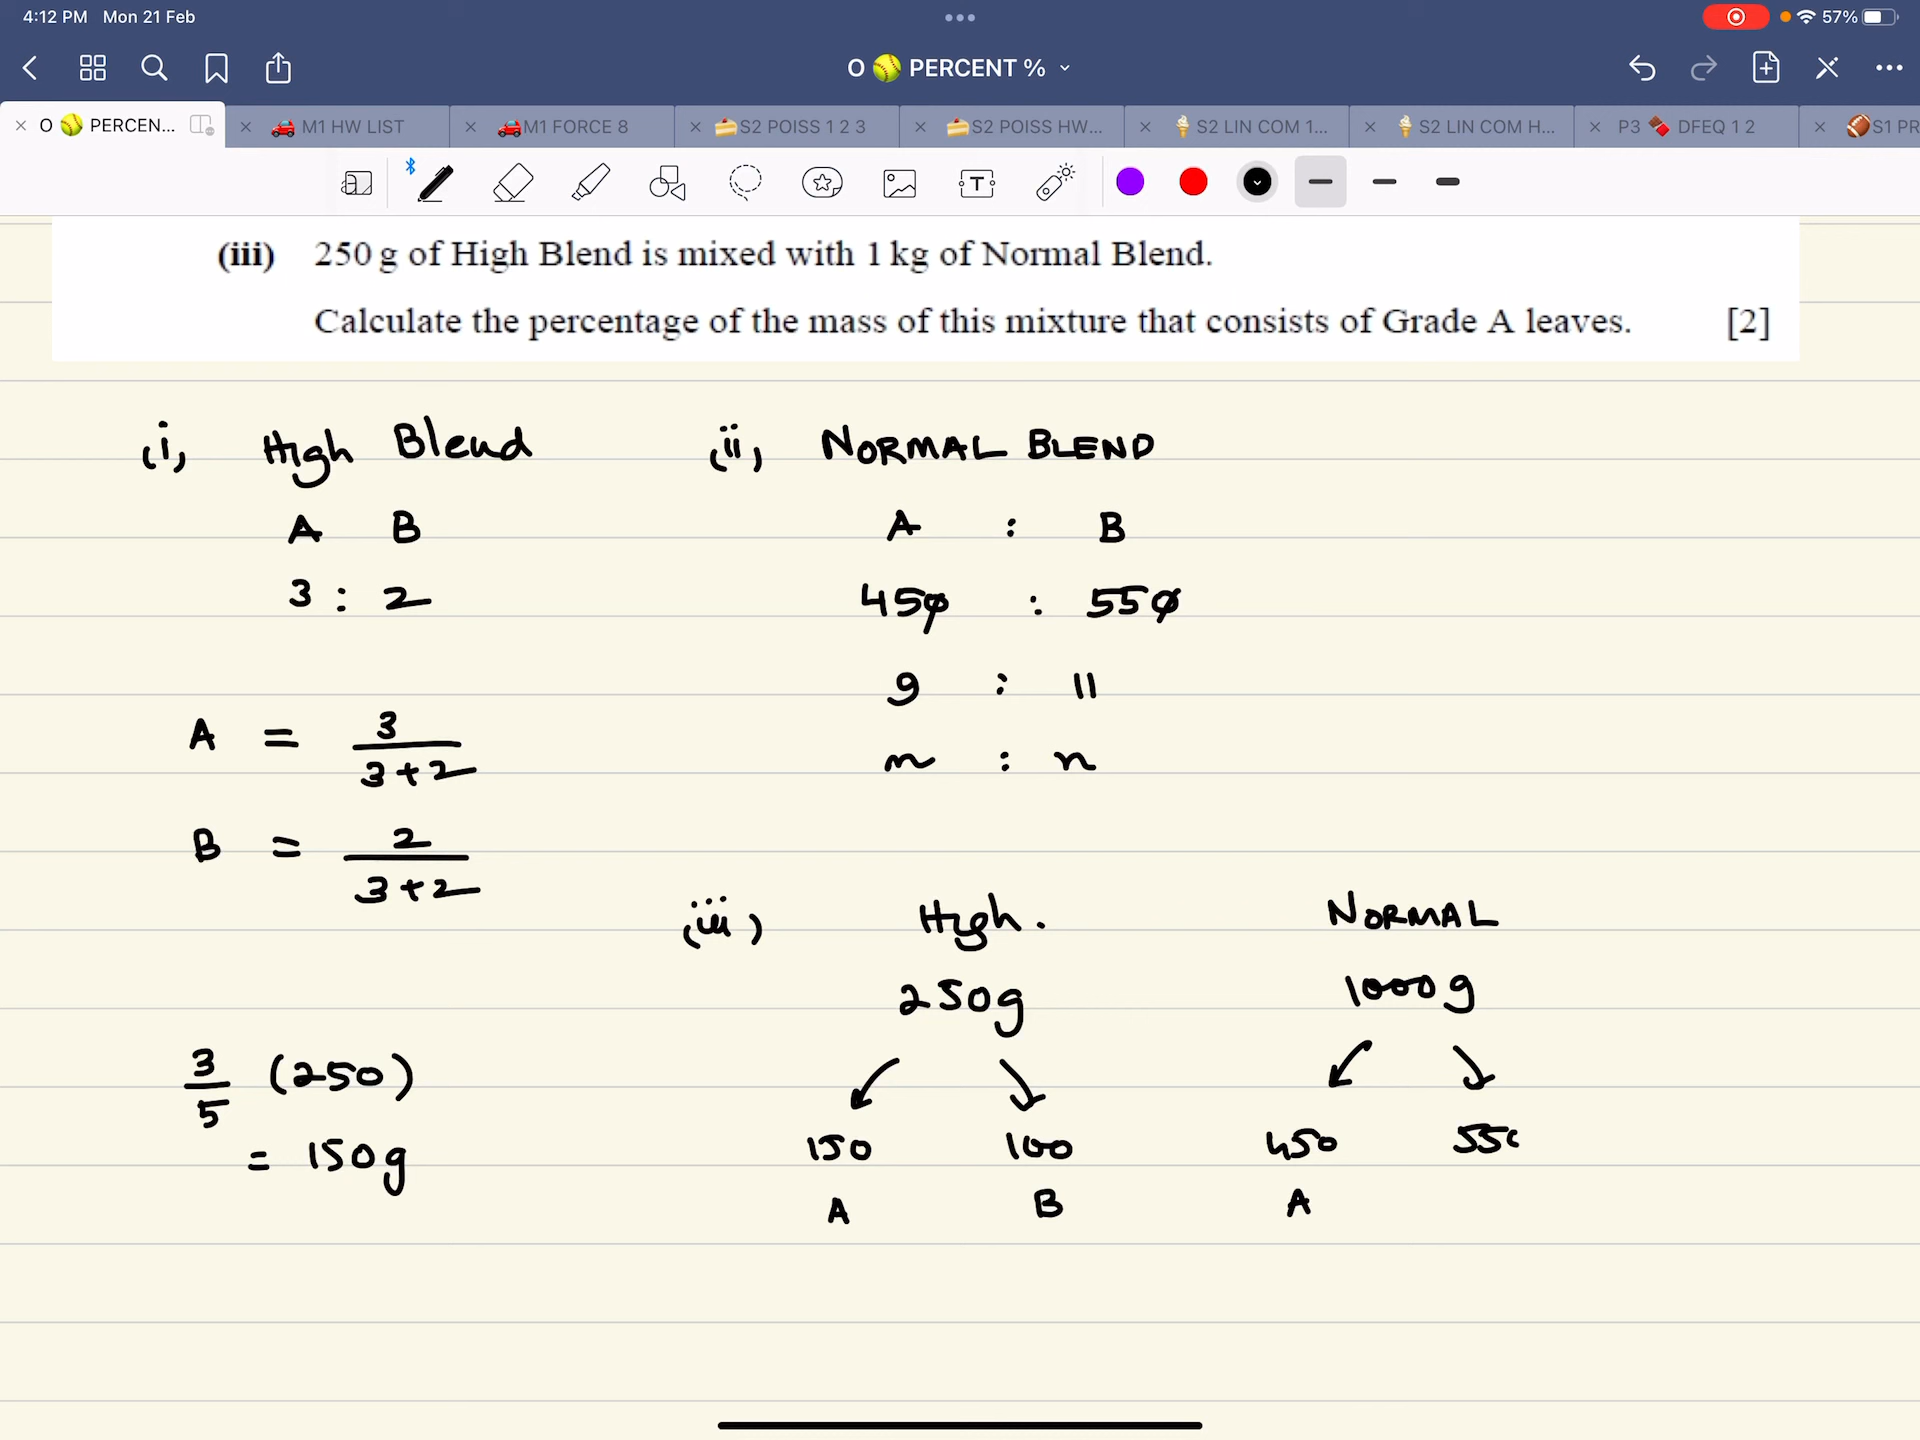 4:12 PM Mon 21 Feb
57%
O PERCENT %
O PERCEN...
M1 HW LIST
M1 FORCE 8
S2 POISS 1 2 3
S2 POISS HW...
S2 LIN COM 1...
S2 LIN COM H...
P3 DFEQ 1 2
S1 PR
(iii) 250 g of High Blend is mixed with 1 kg of Normal Blend.
Calculate the percentage of the mass of this mixture that consists of Grade A leaves. [2]
(i) High Blend
A B
3 : 2
A = 3/(3+2)
B = 2/(3+2)
3/5 (250)
= 150g
(ii) NORMAL BLEND
A : B
450 : 550
9 : 11
m : n
(iii) High. NORMAL
250g 1000g
150 100 450 550
A B A